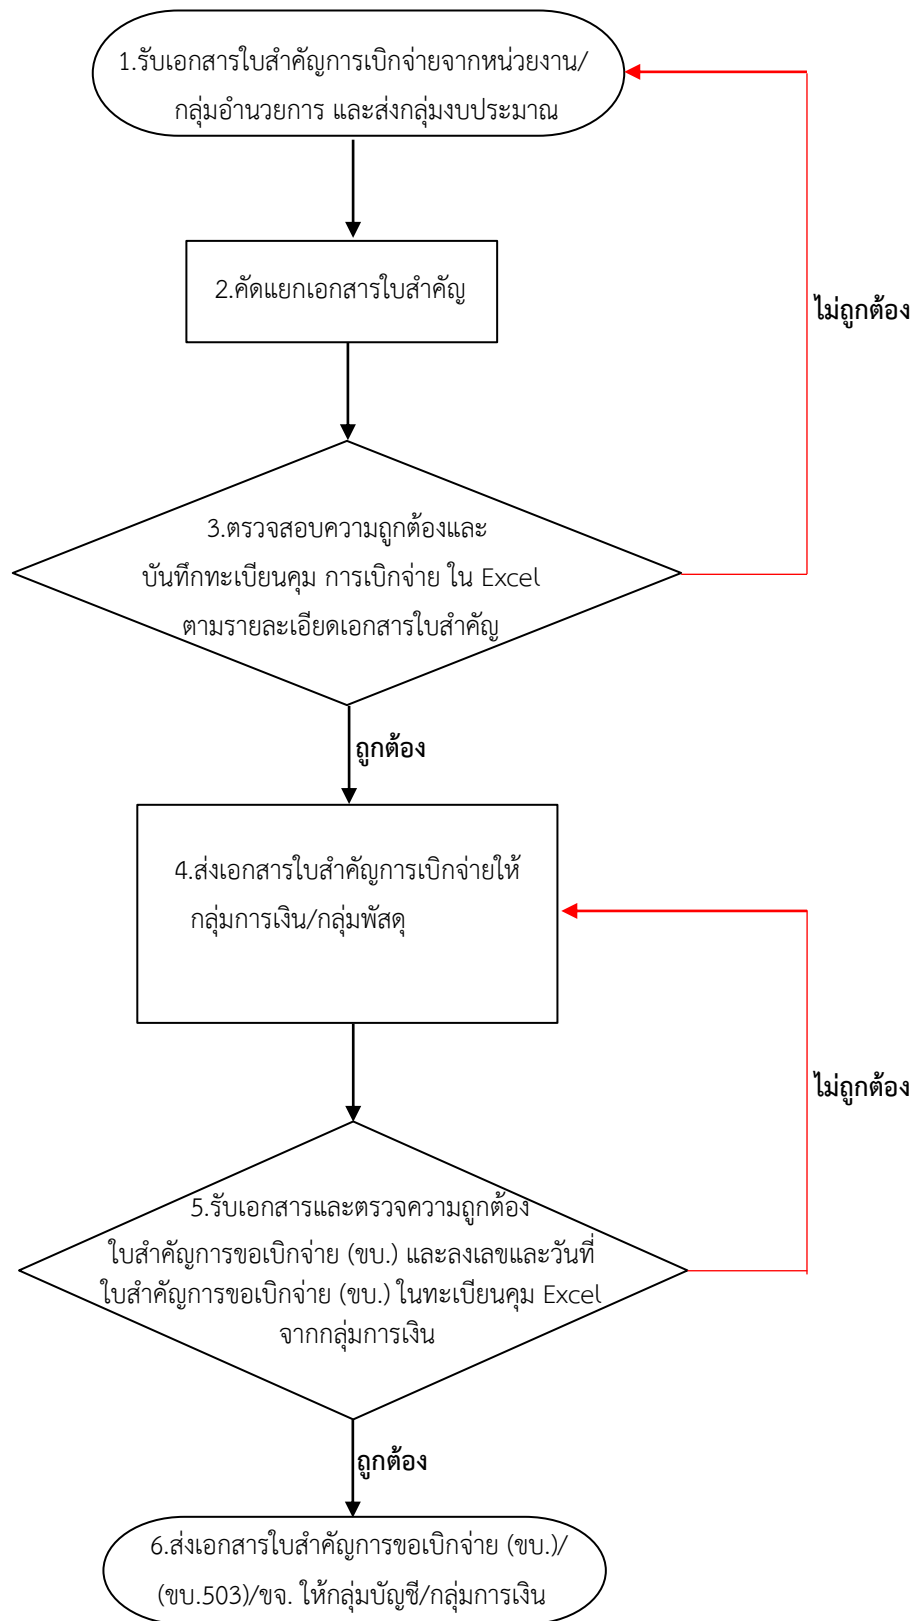 1.รับเอกสารใบสำคัญการเบิกจ่ายจากหน่วยงาน/
กลุ่มอำนวยการ และส่งกลุ่มงบประมาณ
2.คัดแยกเอกสารใบสำคัญ
ไม่ถูกต้อง
3.ตรวจสอบความถูกต้องและ
บันทึกทะเบียนคุม การเบิกจ่าย ใน Excel
ตามรายละเอียดเอกสารใบสำคัญ
ถูกต้อง
4.ส่งเอกสารใบสำคัญการเบิกจ่ายให้
กลุ่มการเงิน/กลุ่มพัสดุ
ไม่ถูกต้อง
5.รับเอกสารและตรวจความถูกต้อง
ใบสำคัญการขอเบิกจ่าย (ขบ.) และลงเลขและวันที่
ใบสำคัญการขอเบิกจ่าย (ขบ.) ในทะเบียนคุม Excel
จากกลุ่มการเงิน
ถูกต้อง
6.ส่งเอกสารใบสำคัญการขอเบิกจ่าย (ขบ.)/
(ขบ.503)/ขจ. ให้กลุ่มบัญชี/กลุ่มการเงิน